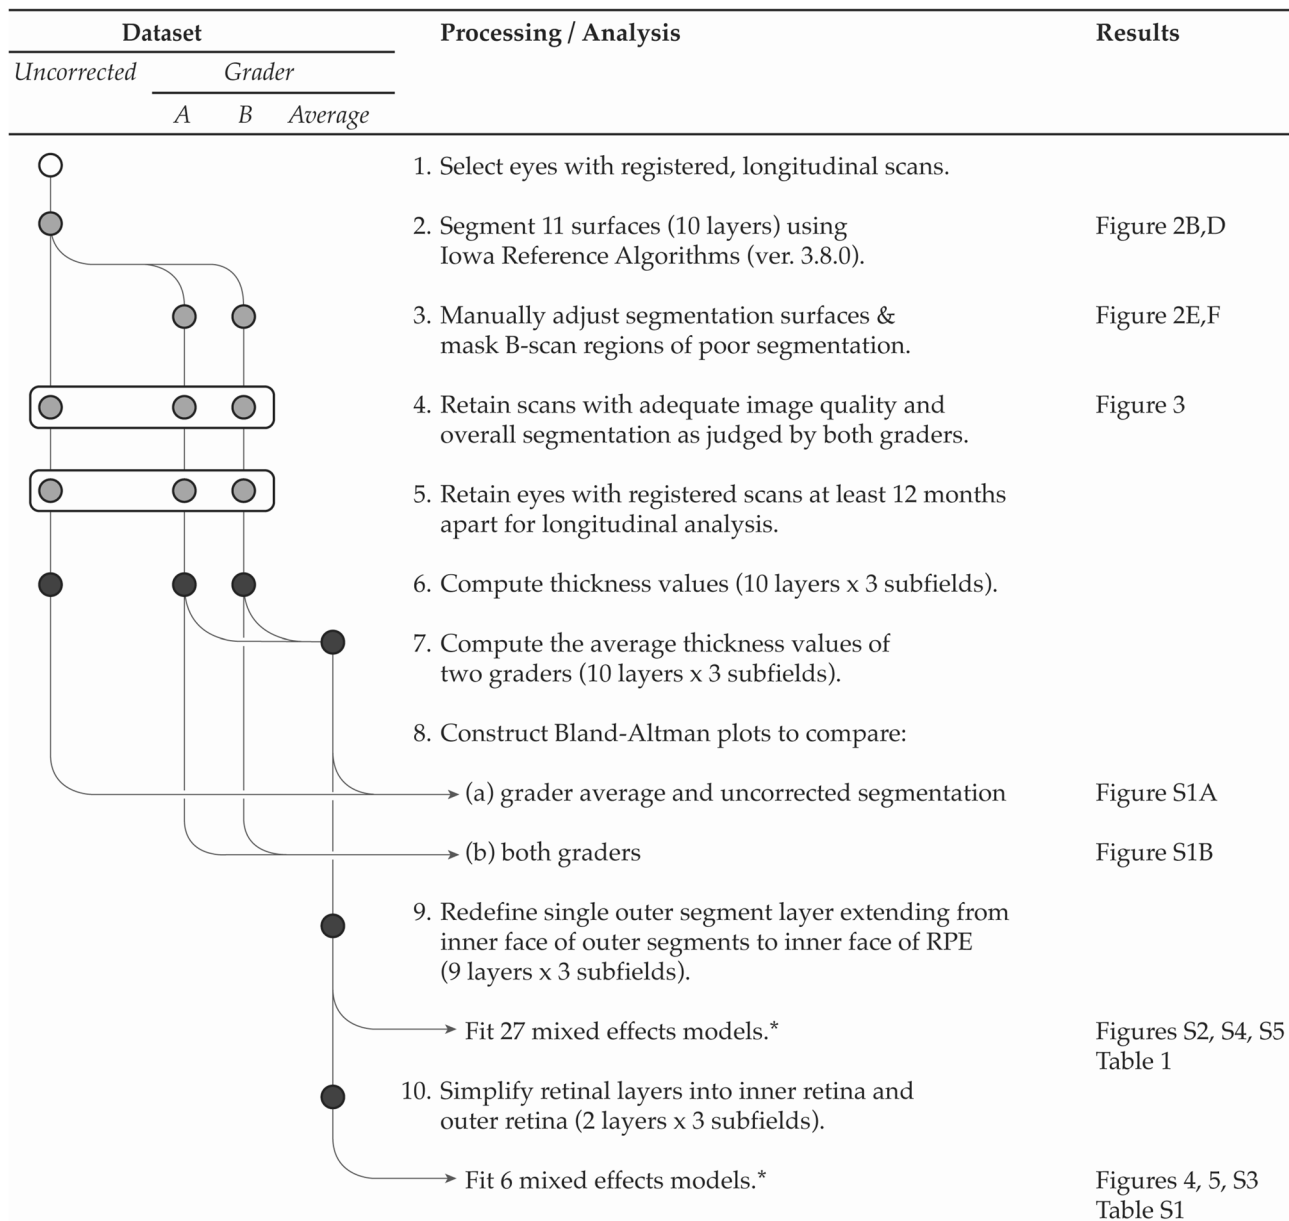 Dataset Processing / Analysis Results
Uncorrected Grader
A B Average
1. Select eyes with registered, longitudinal scans.
2. Segment 11 surfaces (10 layers) using Figure 2B,D
Iowa Reference Algorithms (ver. 3.8.0).
3. Manually adjust segmentation surfaces & Figure 2E,F
mask B-scan regions of poor segmentation.
4. Retain scans with adequate image quality and Figure 3
overall segmentation as judged by both graders.
5. Retain eyes with registered scans at least 12 months
apart for longitudinal analysis.
6. Compute thickness values (10 layers x 3 subfields).
7. Compute the average thickness values of
two graders (10 layers x 3 subfields).
8. Construct Bland-Altman plots to compare:
(a) grader average and uncorrected segmentation Figure S1A
(b) both graders Figure S1B
9. Redefine single outer segment layer extending from
inner face of outer segments to inner face of RPE
(9 layers x 3 subfields).
Fit 27 mixed effects models.* Figures S2, S4, S5
Table 1
10. Simplify retinal layers into inner retina and
outer retina (2 layers x 3 subfields).
Fit 6 mixed effects models.* Figures 4, 5, S3
Table S1